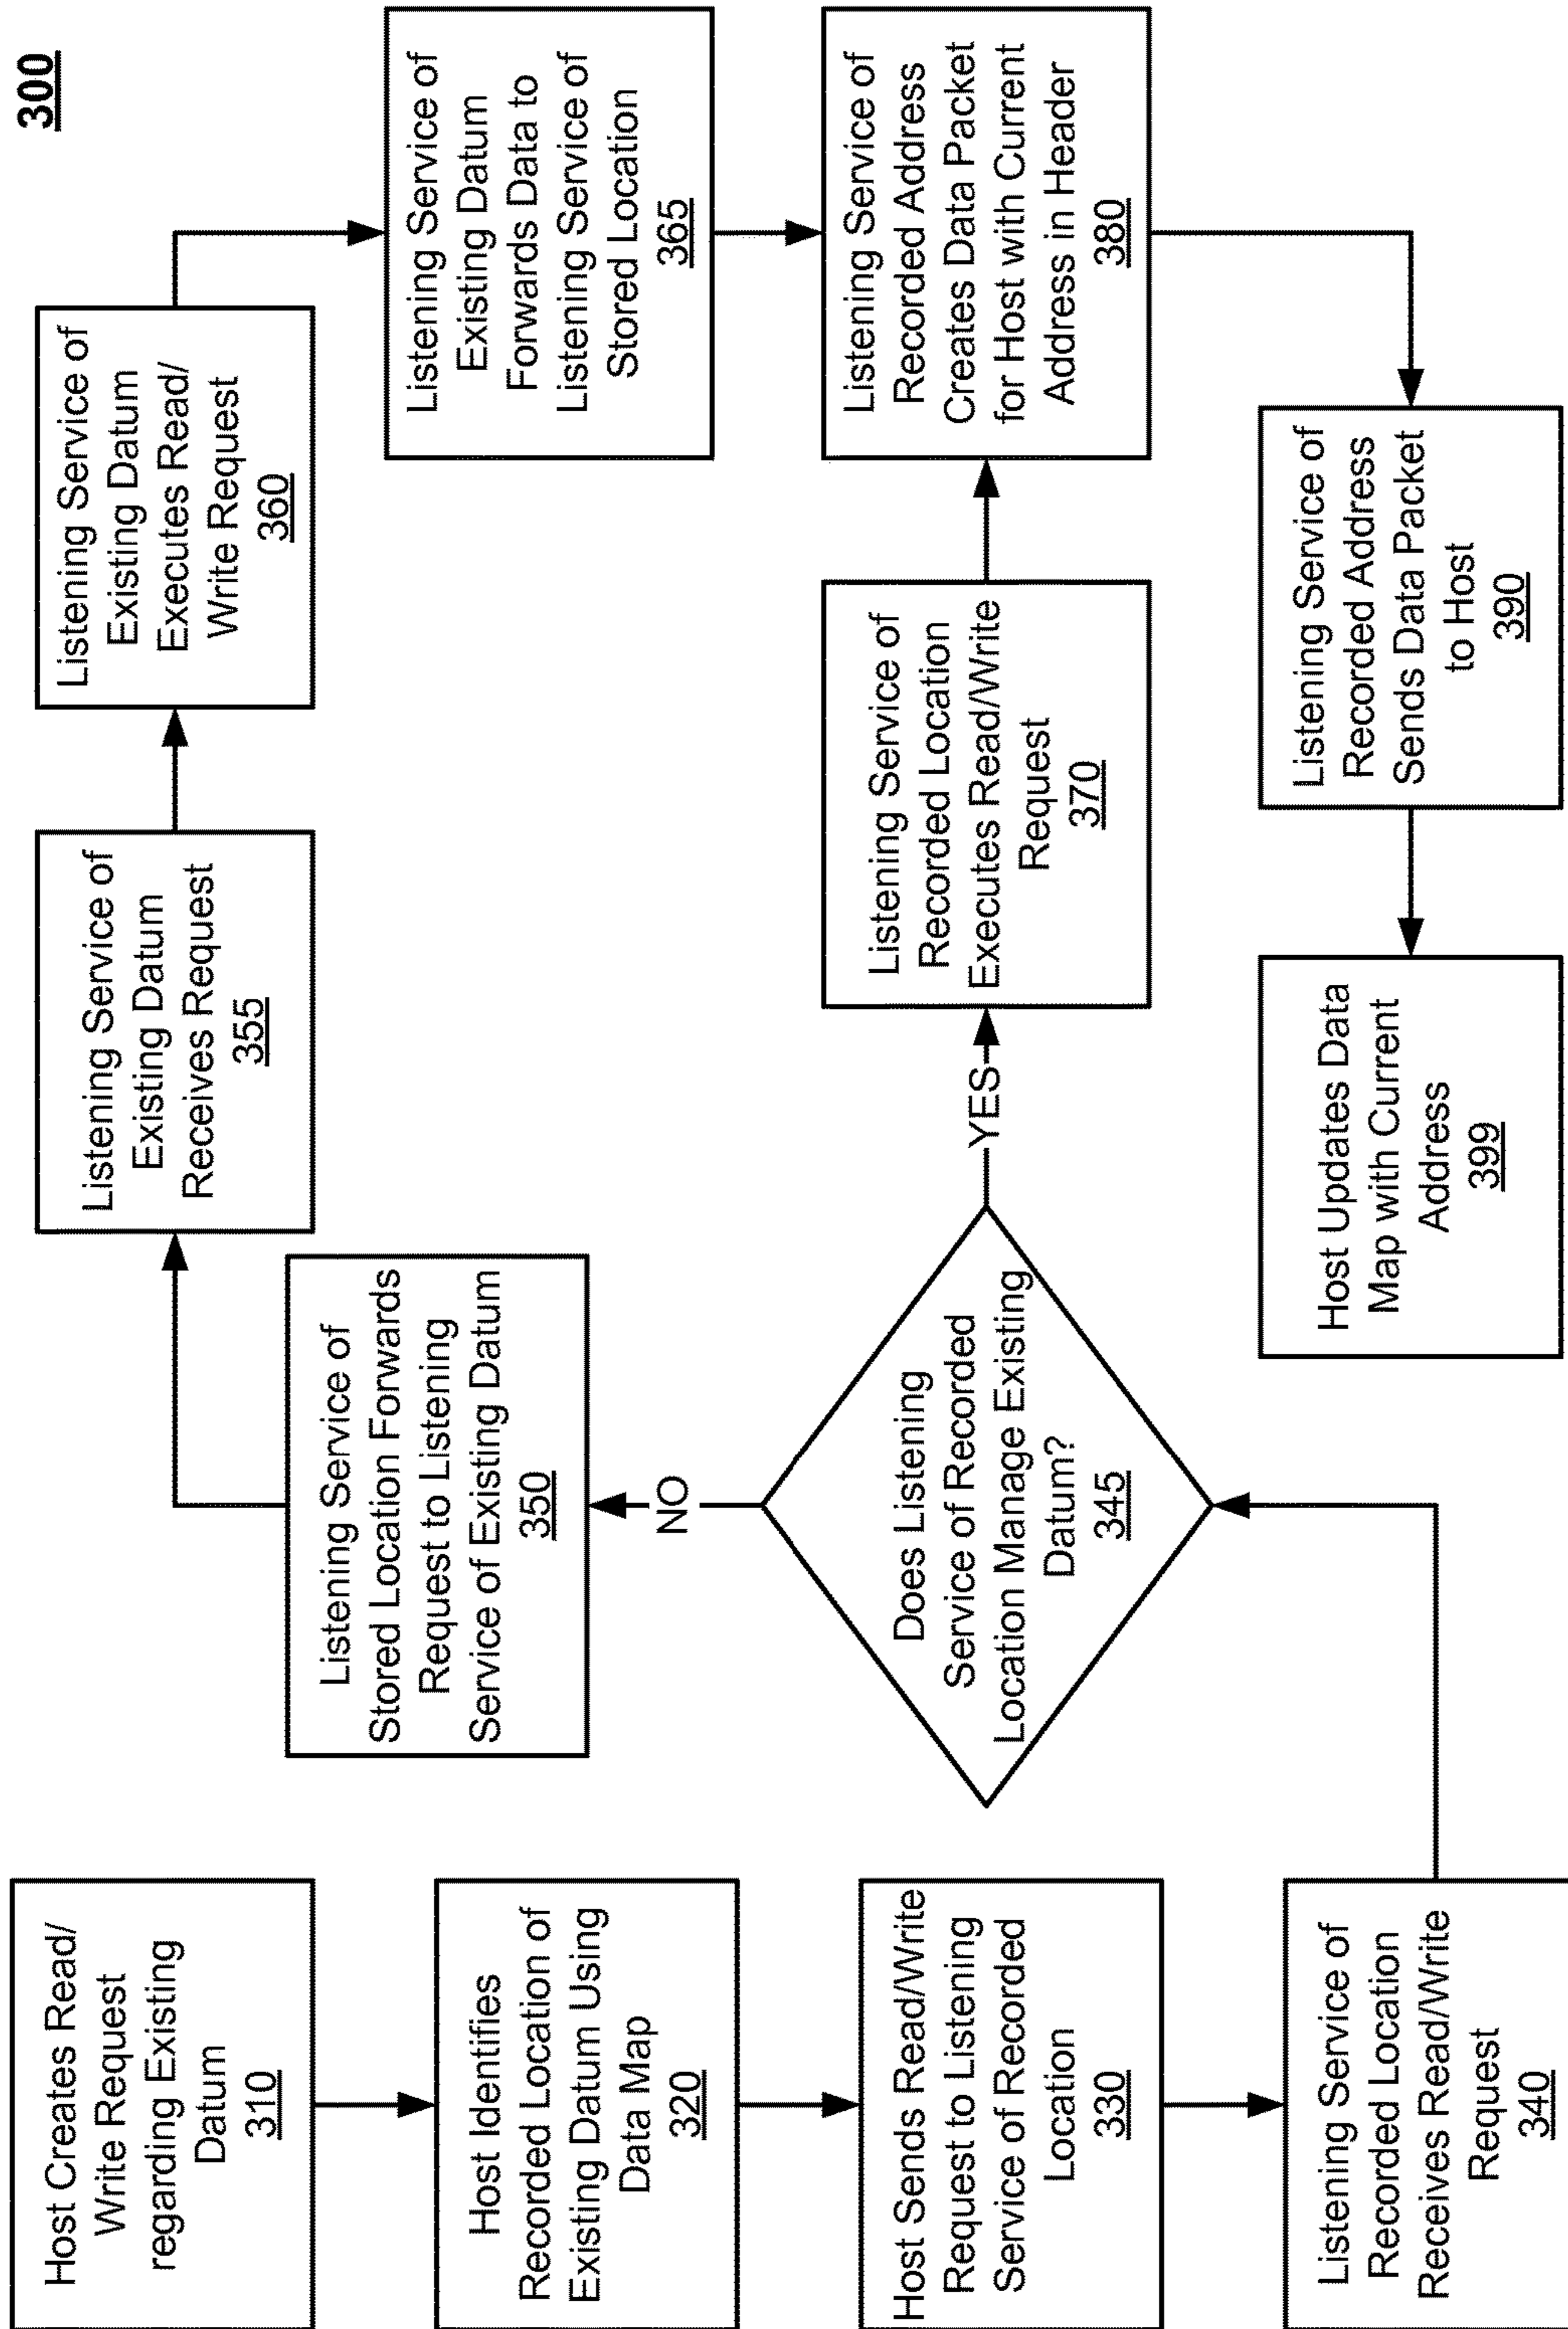 300
Host Creates Read/
Write Request
regarding Existing
Datum
310
Host Identifies
Recorded Location of
Existing Datum Using
Data Map
320
Host Sends Read/Write
Request to Listening
Service of Recorded
Location
330
Listening Service of
Recorded Location
Receives Read/Write
Request
340
Does Listening
Service of Recorded
Location Manage Existing
Datum?
345
NO
Listening Service of
Stored Location Forwards
Request to Listening
Service of Existing Datum
350
Listening Service of
Existing Datum
Receives Request
355
Listening Service of
Existing Datum
Executes Read/
Write Request
360
Listening Service of
Existing Datum
Forwards Data to
Listening Service of
Stored Location
365
YES
Listening Service of
Recorded Location
Executes Read/Write
Request
370
Listening Service of
Recorded Address
Creates Data Packet
for Host with Current
Address in Header
380
Listening Service of
Recorded Address
Sends Data Packet
to Host
390
Host Updates Data
Map with Current
Address
399